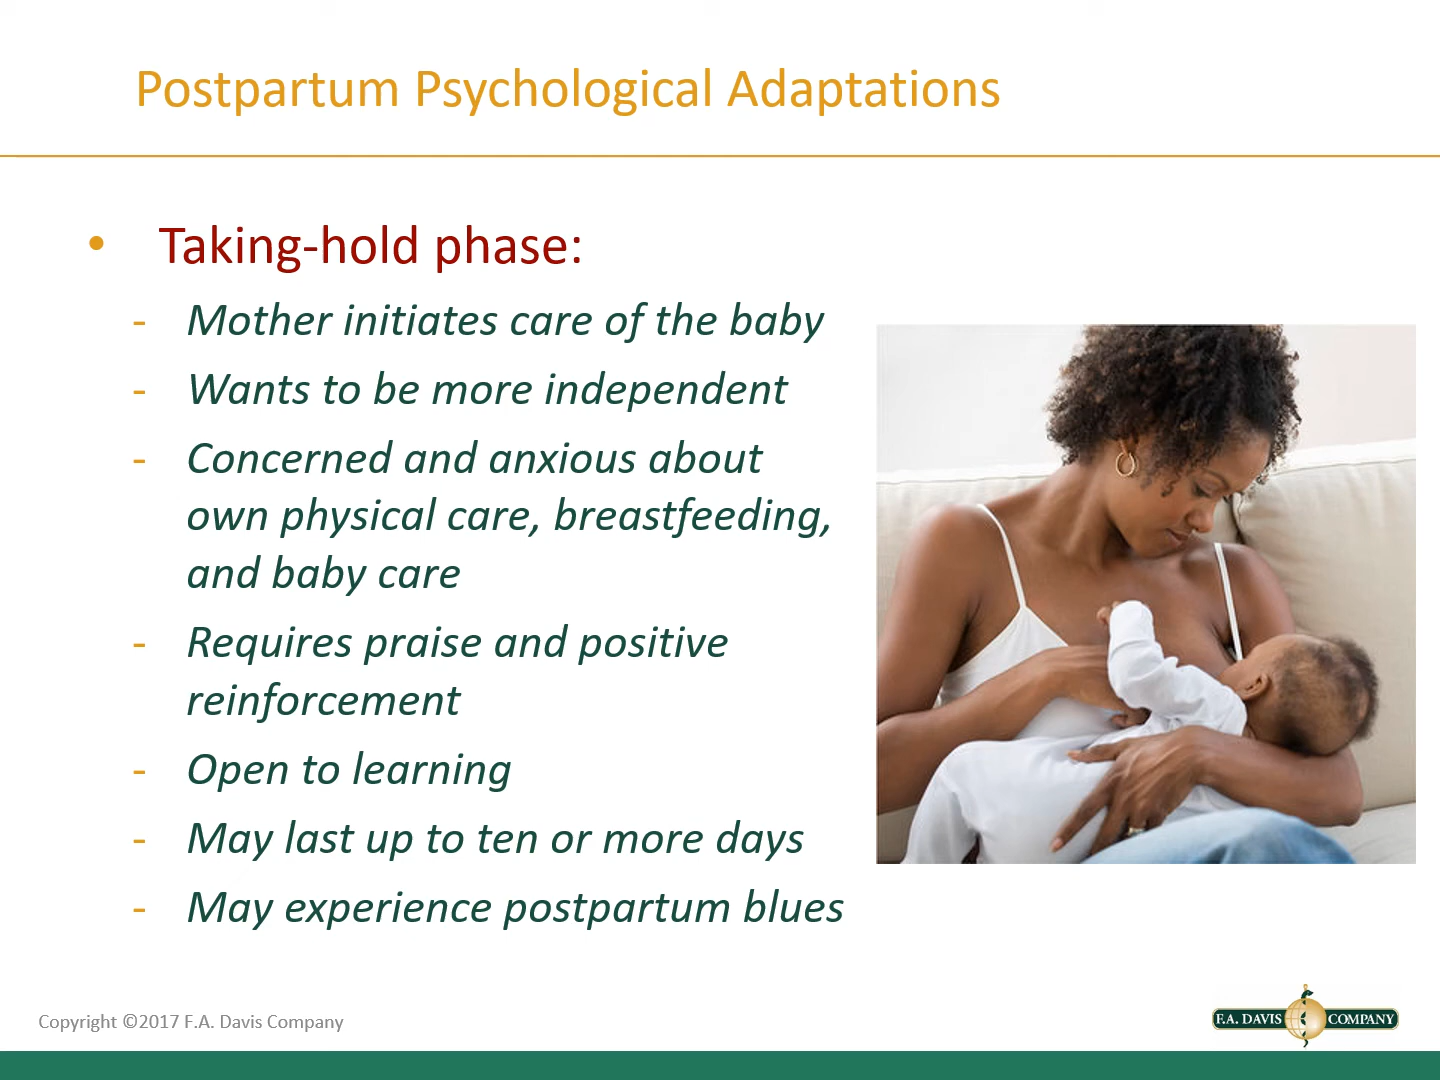 Postpartum Psychological Adaptations
• Taking-hold phase:
- Mother initiates care of the baby
- Wants to be more independent
- Concerned and anxious about
own physical care, breastfeeding,
and baby care
- Requires praise and positive
reinforcement
- Open to learning
- May last up to ten or more days
- May experience postpartum blues
Copyright ©2017 F.A. Davis Company
F.A. DAVIS COMPANY